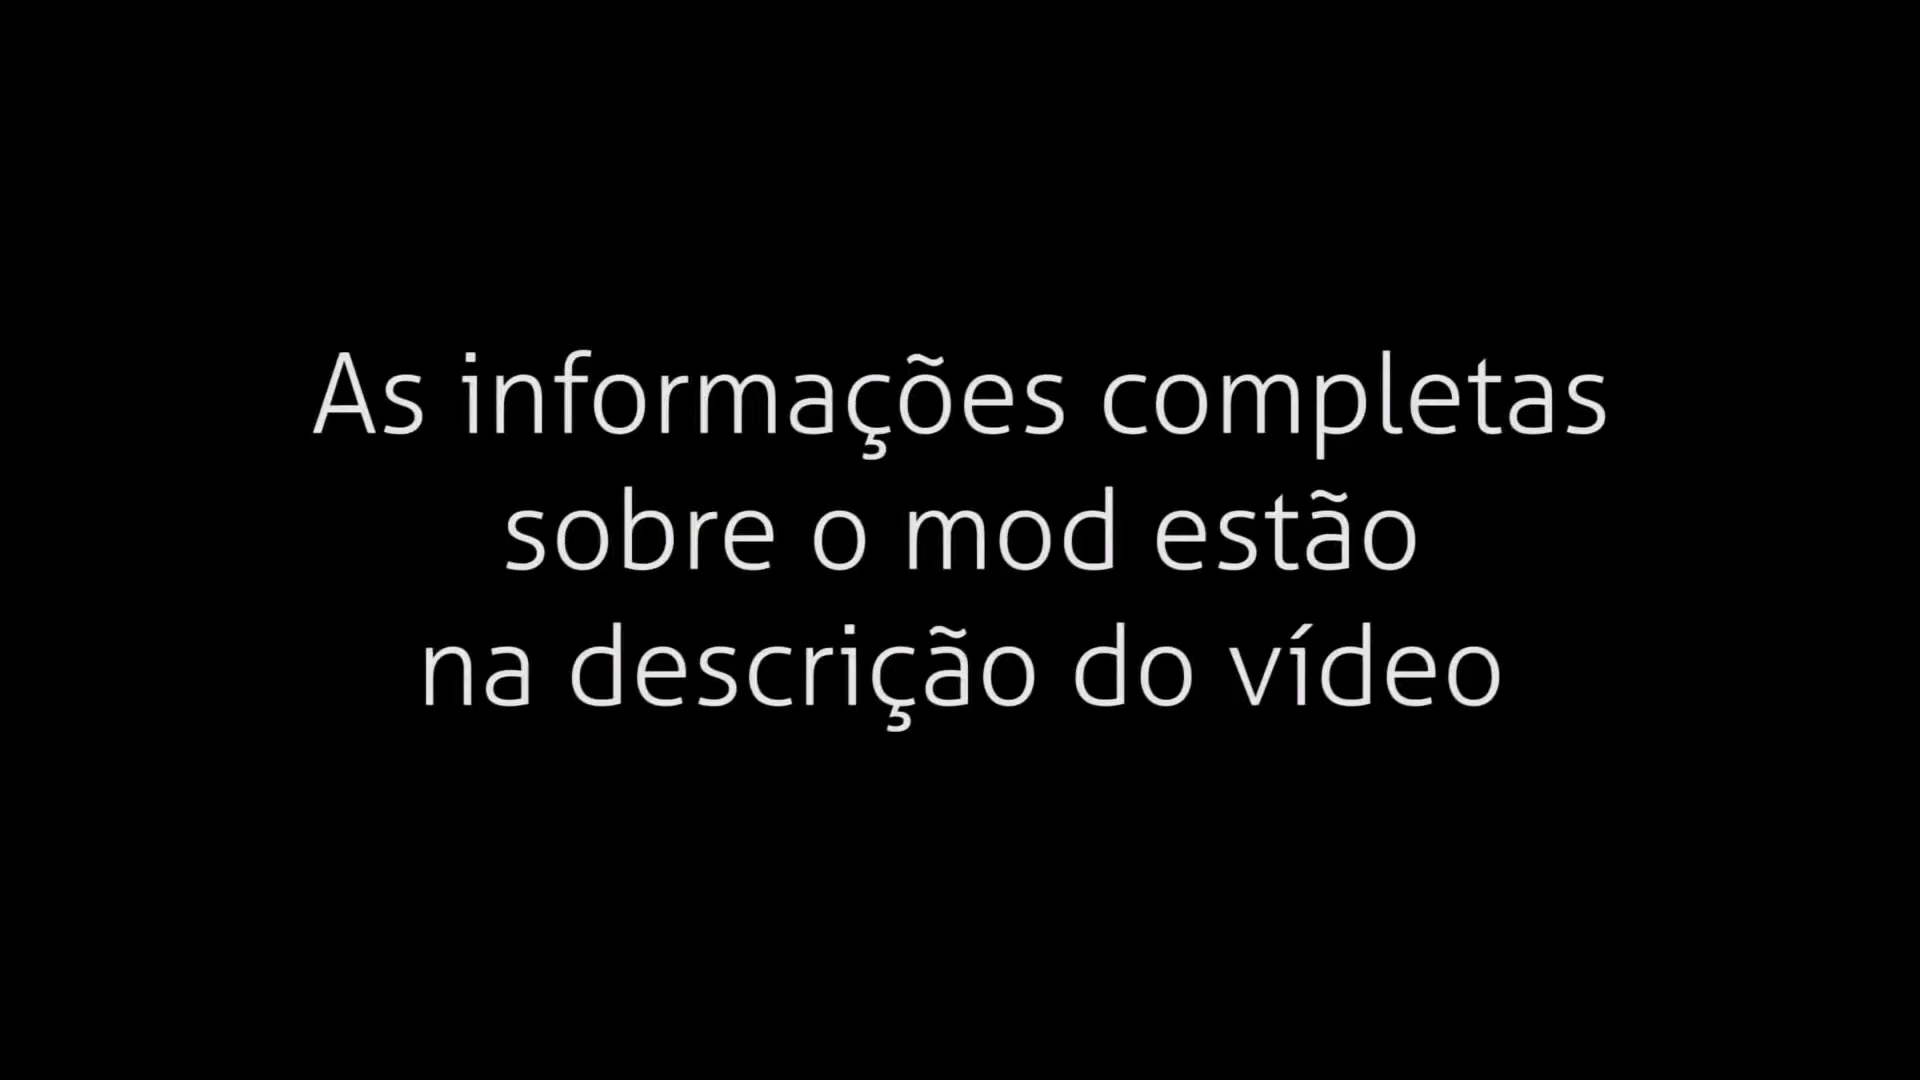 As informações completas
sobre o mod estão
na descrição do vídeo